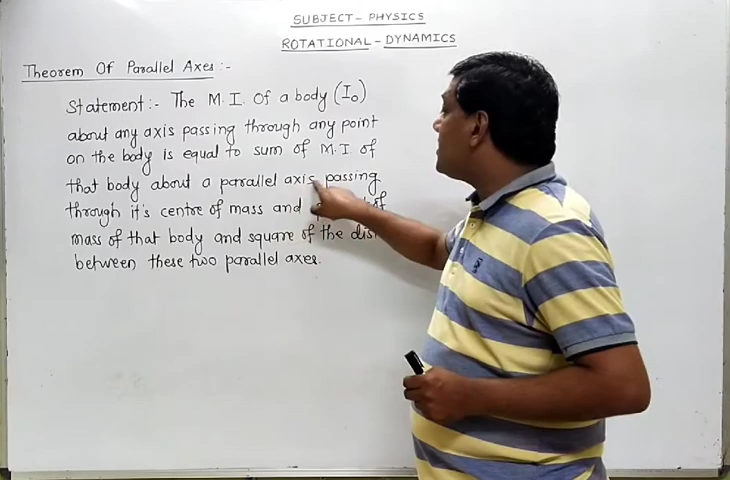 SUBJECT - PHYSICS
ROTATIONAL - DYNAMICS
Theorem Of Parallel Axes :-
Statement :- The M.I. Of a body (I₀)
about any axis passing through any point
on the body is equal to sum of M.I. of
that body about a parallel axis passing
through it's centre of mass and of
mass of that body and square of the
between these two parallel axes.